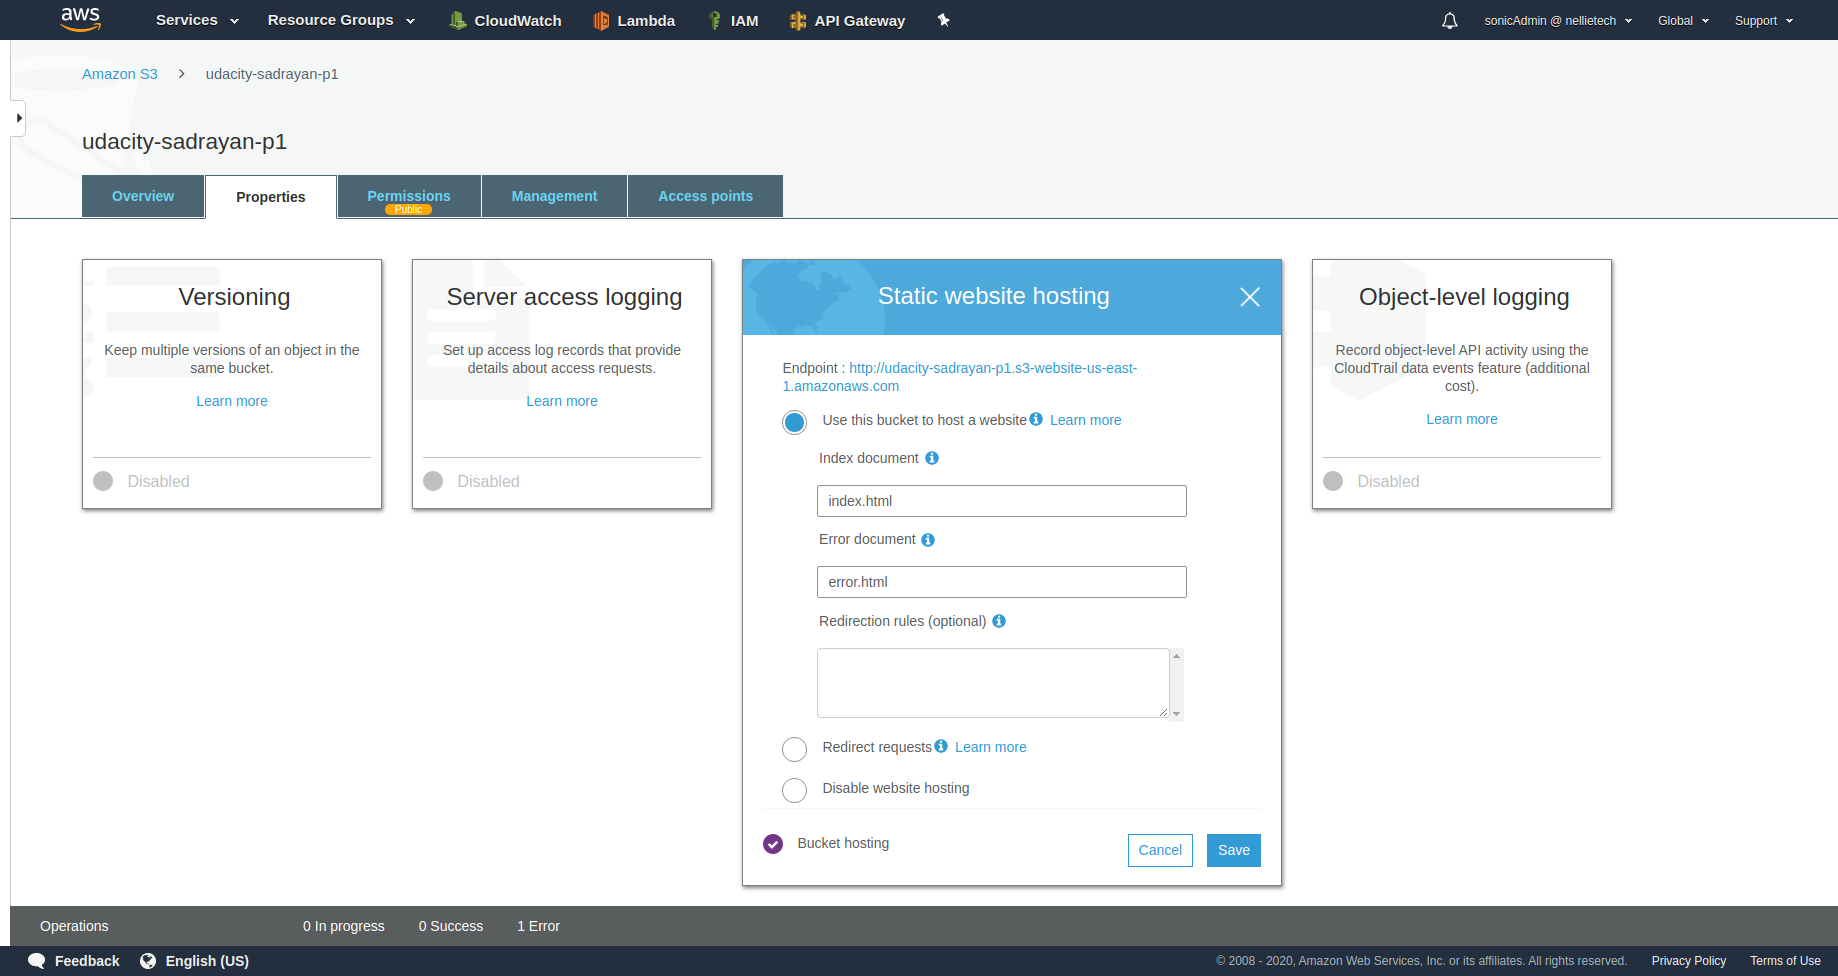 aws Services Resource Groups CloudWatch Lambda IAM API Gateway sonicAdmin @ nellietech Global Support
Amazon S3 > udacity-sadrayan-p1
udacity-sadrayan-p1
Overview Properties Permissions Management Access points
Public
Versioning
Keep multiple versions of an object in the
same bucket.
Learn more
Disabled
Server access logging
Set up access log records that provide
details about access requests.
Learn more
Disabled
Static website hosting
Endpoint : http://udacity-sadrayan-p1.s3-website-us-east-
1.amazonaws.com
Use this bucket to host a website Learn more
Index document
index.html
Error document
error.html
Redirection rules (optional)
Redirect requests Learn more
Disable website hosting
Bucket hosting
Cancel Save
Object-level logging
Record object-level API activity using the
CloudTrail data events feature (additional
cost).
Learn more
Disabled
Operations 0 In progress 0 Success 1 Error
Feedback English (US) © 2008 - 2020, Amazon Web Services, Inc. or its affiliates. All rights reserved. Privacy Policy Terms of Use